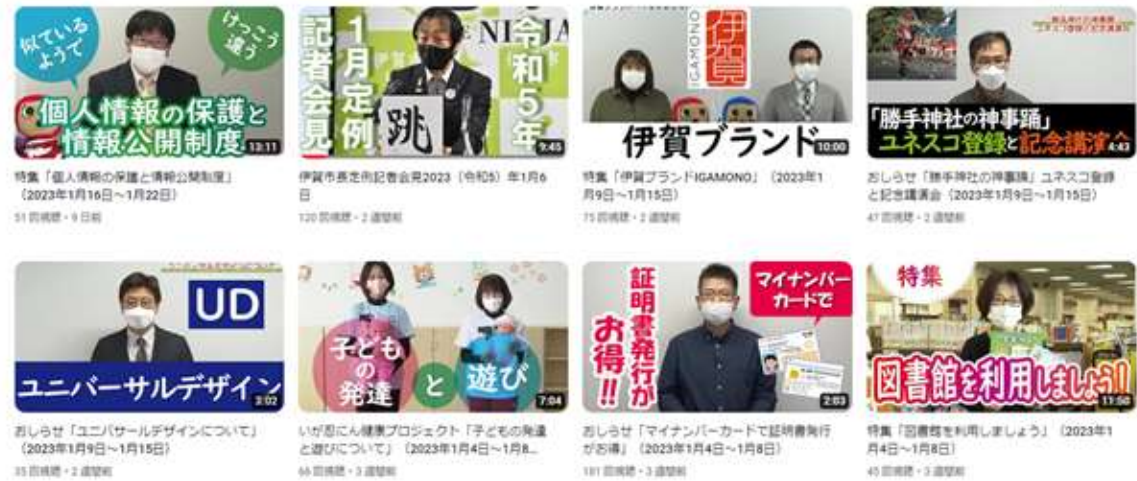 似ている
ようで
けっこう
違う
個人情報の保護と
情報公開制度
13:11
特集「個人情報の保護と情報公開制度」
（2023年1月16日～1月22日）
51 回視聴・9 日前
記者会見
1月定例
令和5年
NINJA
跳
9:45
伊賀市長定例記者会見2023（令和5）年1月6
日
120 回視聴・2 週間前
IGAMONO
伊賀
伊賀ブランド
10:00
特集「伊賀ブランドIGAMONO」（2023年1
月9日～1月15日）
75 回視聴・2 週間前
「勝手神社の神事踊」
ユネスコ登録と記念講演会
4:43
おしらせ「勝手神社の神事踊」ユネスコ登録
と記念講演会（2023年1月9日～1月15日）
47 回視聴・2 週間前
ユニバーサルデザインについて
UD
ユニバーサルデザイン
3:02
おしらせ「ユニバサールデザインについて」
（2023年1月9日～1月15日）
35 回視聴・2 週間前
子ども
の
発達
と
遊び
7:04
いが忍にん健康プロジェクト「子どもの発達
と遊びについて」（2023年1月4日～1月8...
66 回視聴・3 週間前
証明書発行が
お得!!
マイナンバー
カードで
2:03
おしらせ「マイナンバーカードで証明書発行
がお得」（2023年1月4日～1月8日）
181 回視聴・3 週間前
特集
図書館を利用しましょう!
11:50
特集「図書館を利用しましょう」（2023年1
月4日～1月8日）
45 回視聴・3 週間前